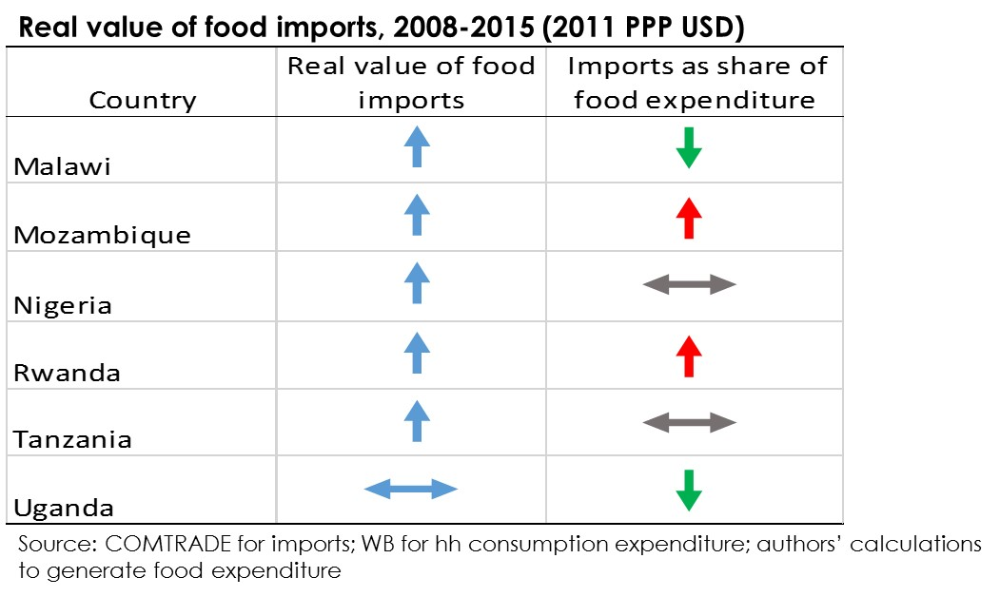 Real value of food imports, 2008-2015 (2011 PPP USD)
Country
Real value of food
imports
Imports as share of
food expenditure
Malawi
Mozambique
Nigeria
Rwanda
Tanzania
Uganda
Source: COMTRADE for imports; WB for hh consumption expenditure; authors’ calculations
to generate food expenditure